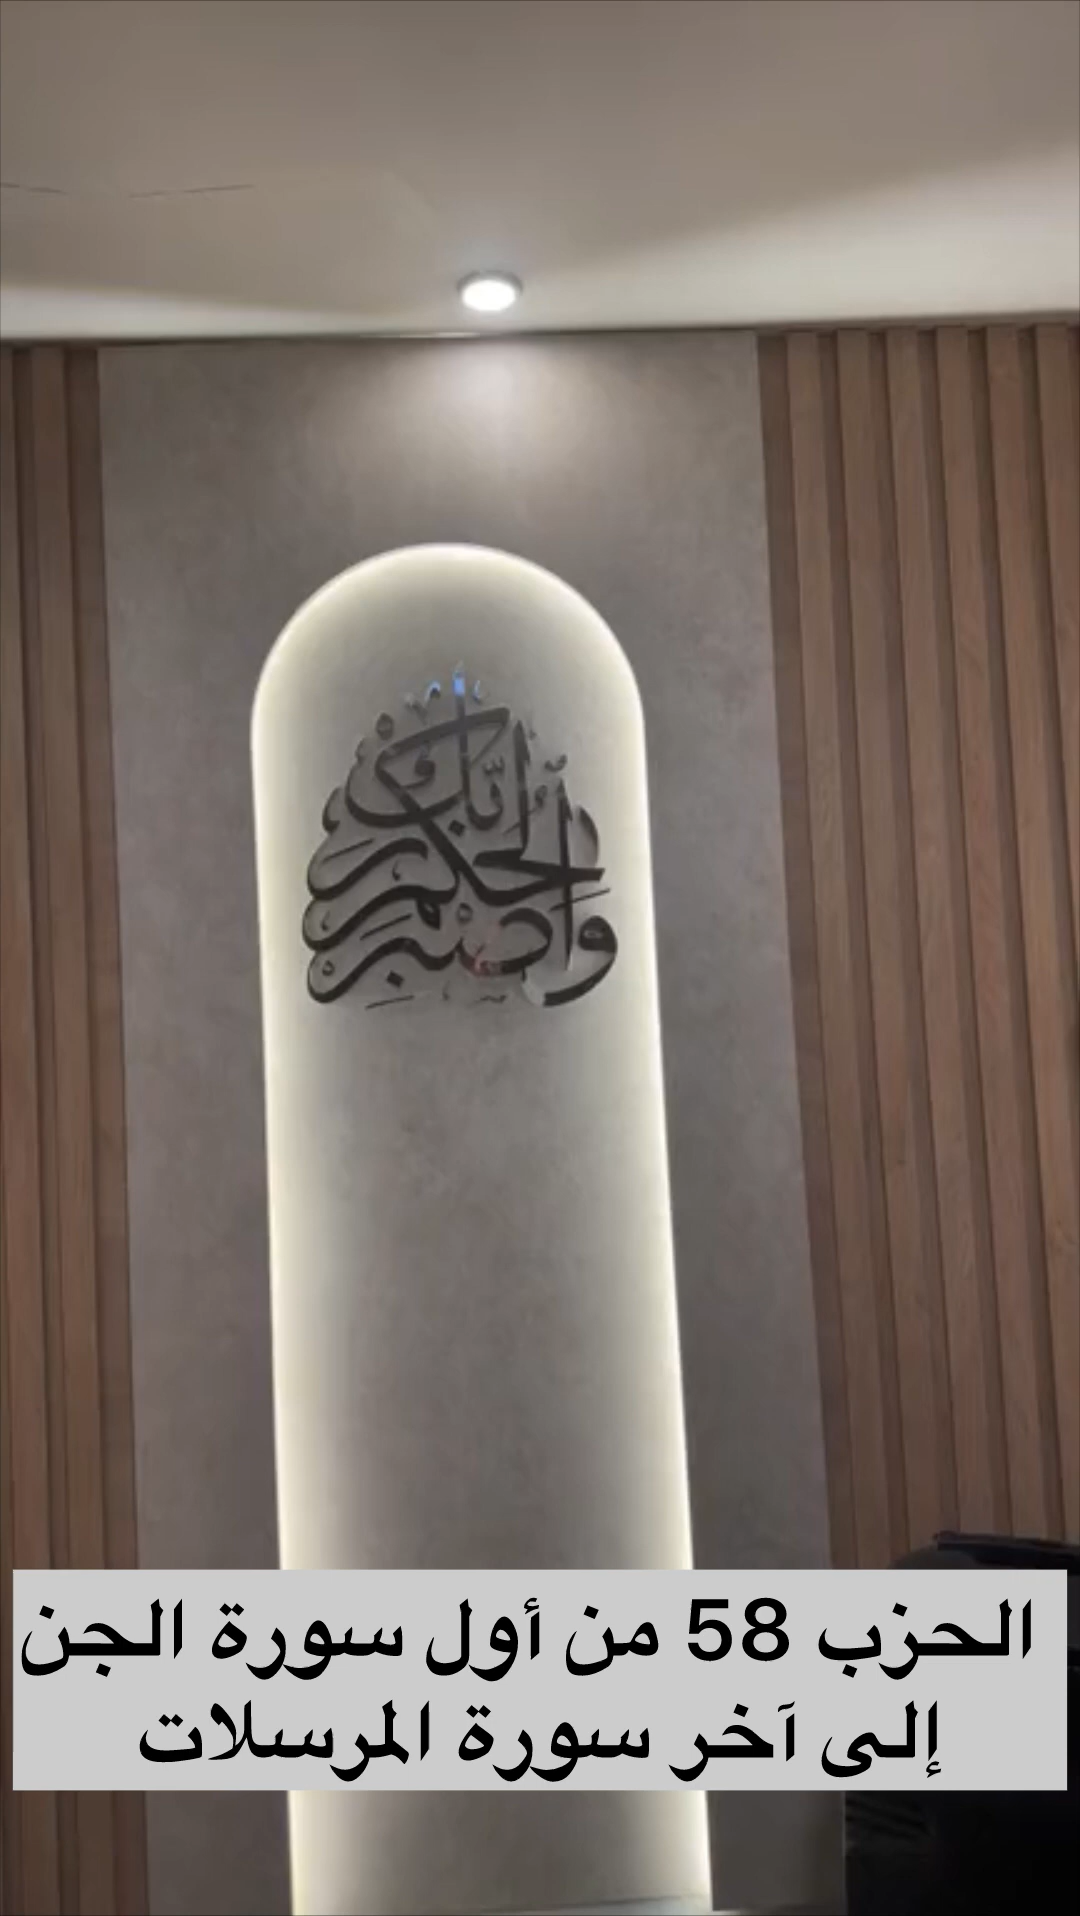 واصبر لحكم ربك
الحزب 58 من أول سورة الجن
إلى آخر سورة المرسلات